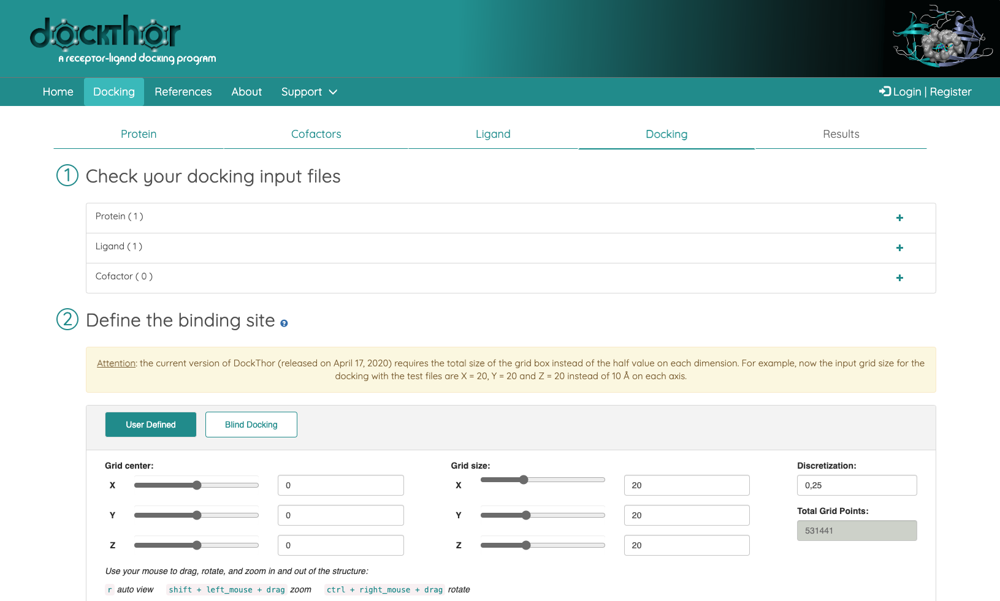 dockThor
a receptor-ligand docking program
Home Docking References About Support Login | Register
Protein Cofactors Ligand Docking Results
1 Check your docking input files
Protein ( 1 )
Ligand ( 1 )
Cofactor ( 0 )
2 Define the binding site ?
Attention: the current version of DockThor (released on April 17, 2020) requires the total size of the grid box instead of the half value on each dimension. For example, now the input grid size for the
docking with the test files are X = 20, Y = 20 and Z = 20 instead of 10 Å on each axis.
User Defined Blind Docking
Grid center: Grid size: Discretization:
X 0 X 20 0,25
Y 0 Y 20 Total Grid Points:
Z 0 Z 20 531441
Use your mouse to drag, rotate, and zoom in and out of the structure:
r auto view shift + left_mouse + drag zoom ctrl + right_mouse + drag rotate